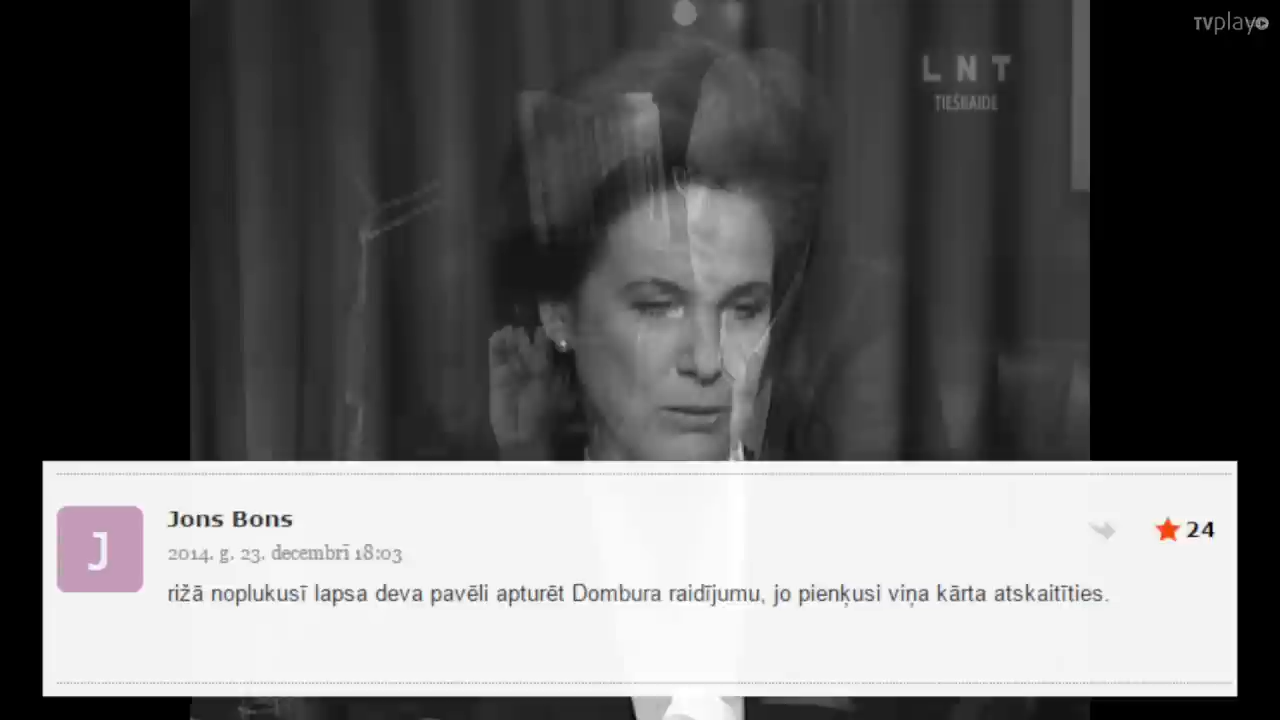 TVplay
L N T
TIEŠRAIDE
J
Jons Bons
24
2014. g. 23. decembrī 18:03
rižā noplukusī lapsa deva pavēli apturēt Dombura raidījumu, jo pienķusi viņa kārta atskaitīties.